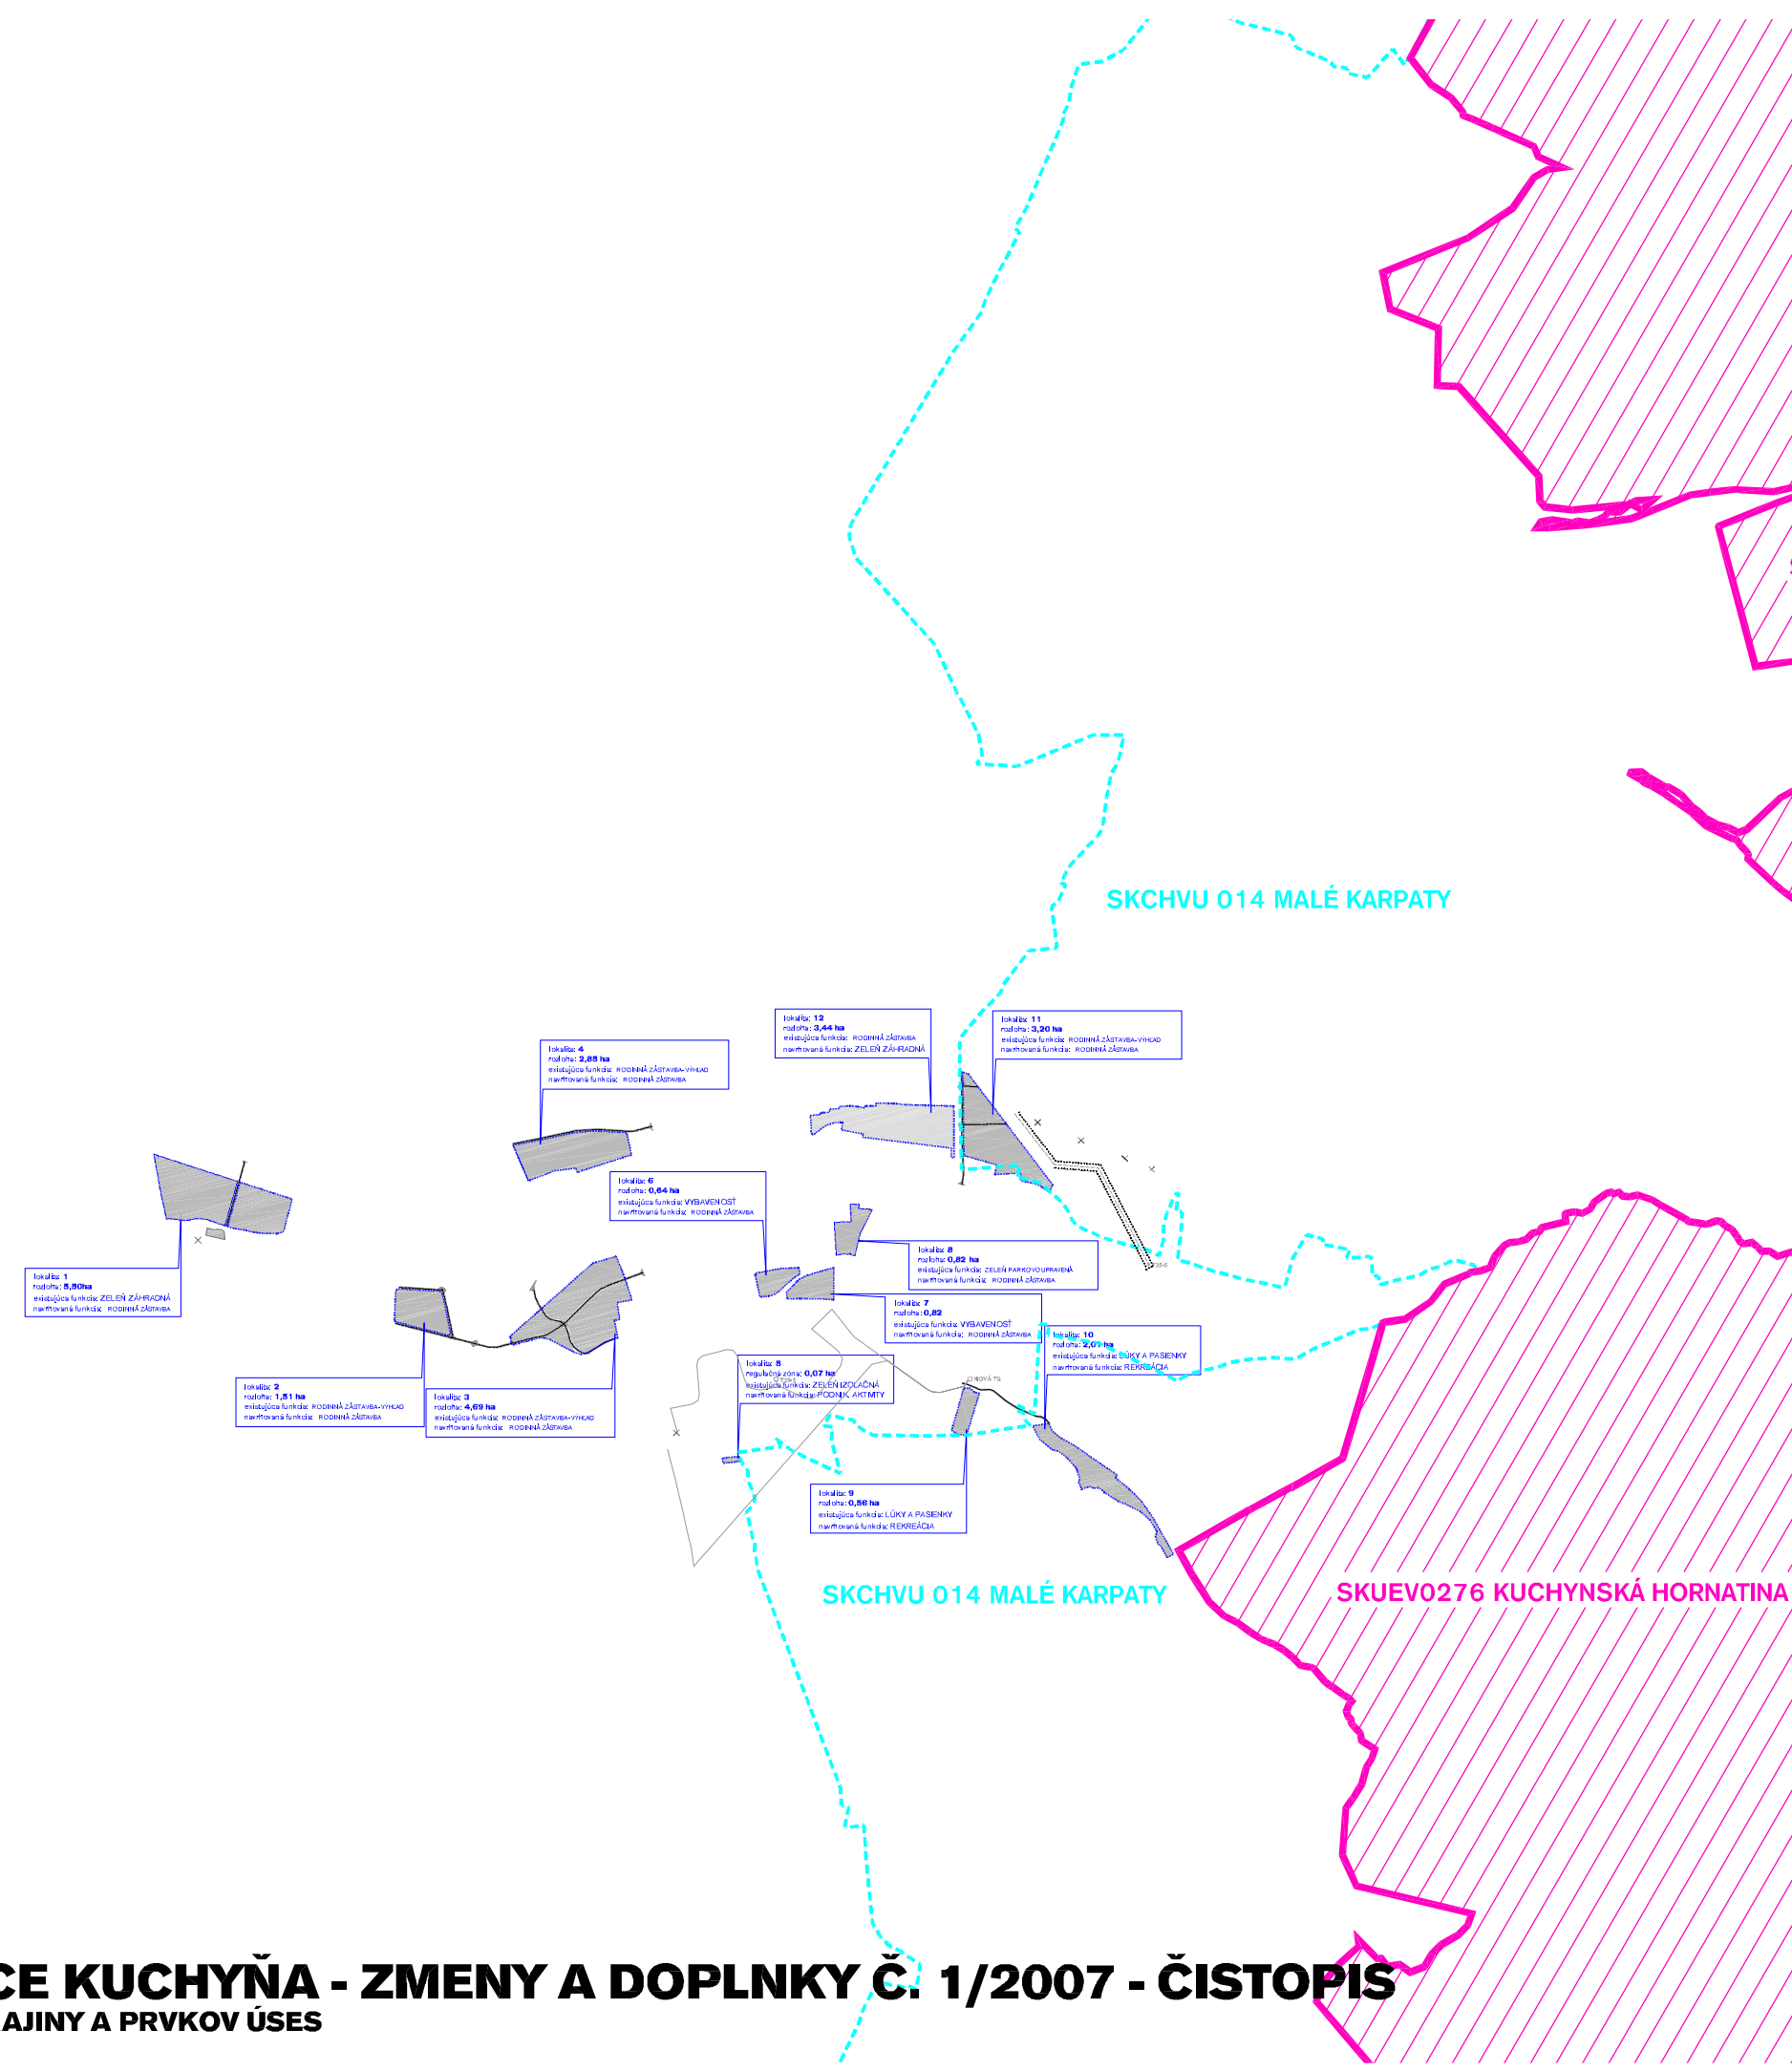 SKCHVU 014 MALÉ KARPATY
lokalita: 12
rozloha: 3,44 ha
existujúca funkcia: RODINNÁ ZÁSTAVBA
navrhovaná funkcia: ZELEŇ ZÁHRADNÁ
lokalita: 11
rozloha: 3,20 ha
existujúca funkcia: RODINNÁ ZÁSTAVBA-VÝHĽAD
navrhovaná funkcia: RODINNÁ ZÁSTAVBA
lokalita: 4
rozloha: 2,88 ha
existujúca funkcia: RODINNÁ ZÁSTAVBA-VÝHĽAD
navrhovaná funkcia: RODINNÁ ZÁSTAVBA
lokalita: 6
rozloha: 0,64 ha
existujúca funkcia: VYBAVENOSŤ
navrhovaná funkcia: RODINNÁ ZÁSTAVBA
lokalita: 8
rozloha: 0,82 ha
existujúca funkcia: ZELEŇ PARKOVO UPRAVENÁ
navrhovaná funkcia: RODINNÁ ZÁSTAVBA
lokalita: 1
rozloha: 5,80ha
existujúca funkcia: ZELEŇ ZÁHRADNÁ
navrhovaná funkcia: RODINNÁ ZÁSTAVBA
lokalita: 7
rozloha: 0,82
existujúca funkcia: VYBAVENOSŤ
navrhovaná funkcia: RODINNÁ ZÁSTAVBA
lokalita: 10
rozloha: 2,01 ha
existujúca funkcia: LÚKY A PASIENKY
navrhovaná funkcia: REKREÁCIA
lokalita: 5
regulačná zóna: 0,07 ha
existujúca funkcia: ZELEŇ IZOLAČNÁ
navrhovaná funkcia: PODNIK. AKTIVITY
NOVÁ TS
lokalita: 2
rozloha: 1,51 ha
existujúca funkcia: RODINNÁ ZÁSTAVBA-VÝHĽAD
navrhovaná funkcia: RODINNÁ ZÁSTAVBA
lokalita: 3
rozloha: 4,69 ha
existujúca funkcia: RODINNÁ ZÁSTAVBA-VÝHĽAD
navrhovaná funkcia: RODINNÁ ZÁSTAVBA
lokalita: 9
rozloha: 0,56 ha
existujúca funkcia: LÚKY A PASIENKY
navrhovaná funkcia: REKREÁCIA
SKCHVU 014 MALÉ KARPATY
SKUEV0276 KUCHYNSKÁ HORNATINA
CE KUCHYŇA - ZMENY A DOPLNKY Č. 1/2007 - ČISTOPIS
AJINY A PRVKOV ÚSES